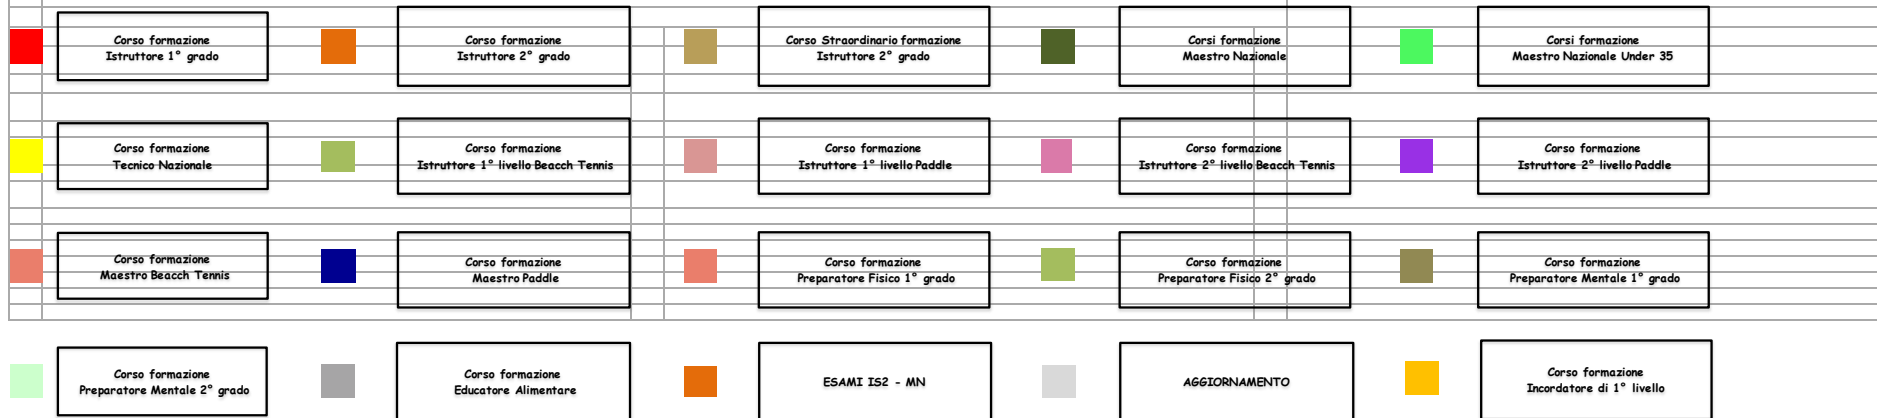 Corso formazione
Istruttore 1° grado
Corso formazione
Istruttore 2° grado
Corso Straordinario formazione
Istruttore 2° grado
Corsi formazione
Maestro Nazionale
Corsi formazione
Maestro Nazionale Under 35
Corso formazione
Tecnico Nazionale
Corso formazione
Istruttore 1° livello Beacch Tennis
Corso formazione
Istruttore 1° livello Paddle
Corso formazione
Istruttore 2° livello Beacch Tennis
Corso formazione
Istruttore 2° livello Paddle
Corso formazione
Maestro Beacch Tennis
Corso formazione
Maestro Paddle
Corso formazione
Preparatore Fisico 1° grado
Corso formazione
Preparatore Fisico 2° grado
Corso formazione
Preparatore Mentale 1° grado
Corso formazione
Preparatore Mentale 2° grado
Corso formazione
Educatore Alimentare
ESAMI IS2 - MN
AGGIORNAMENTO
Corso formazione
Incordatore di 1° livello